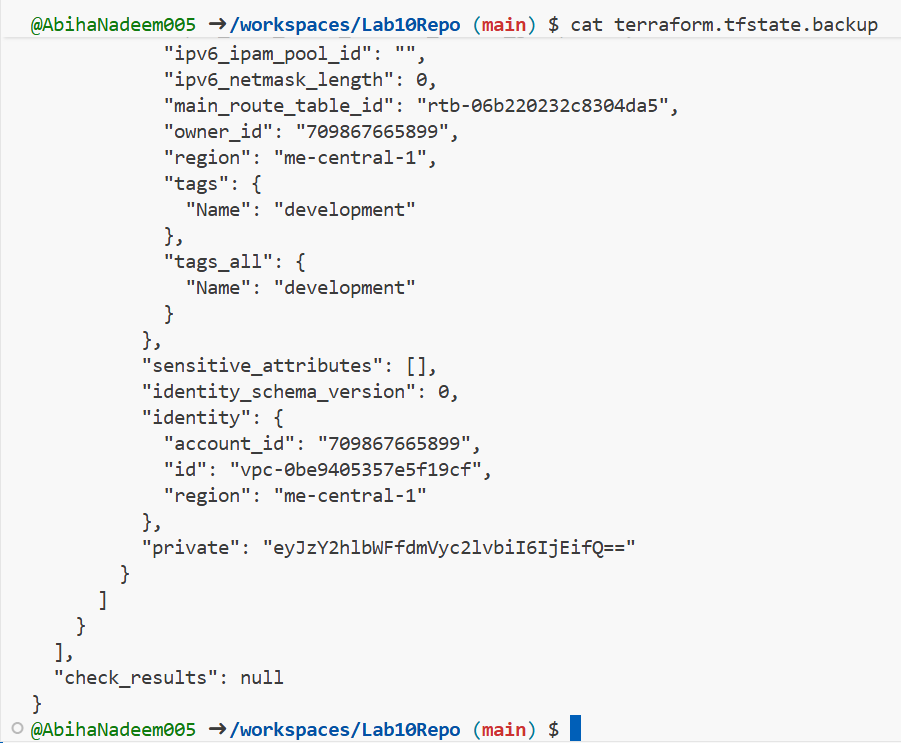 @AbihaNadeem005 ➜/workspaces/Lab10Repo (main) $ cat terraform.tfstate.backup
"ipv6_ipam_pool_id": "",
"ipv6_netmask_length": 0,
"main_route_table_id": "rtb-06b220232c8304da5",
"owner_id": "709867665899",
"region": "me-central-1",
"tags": {
"Name": "development"
},
"tags_all": {
"Name": "development"
}
},
"sensitive_attributes": [],
"identity_schema_version": 0,
"identity": {
"account_id": "709867665899",
"id": "vpc-0be9405357e5f19cf",
"region": "me-central-1"
},
"private": "eyJzY2hlbWFfdmVyc2lvbiI6IjEifQ=="
}
]
}
],
"check_results": null
}
@AbihaNadeem005 ➜/workspaces/Lab10Repo (main) $